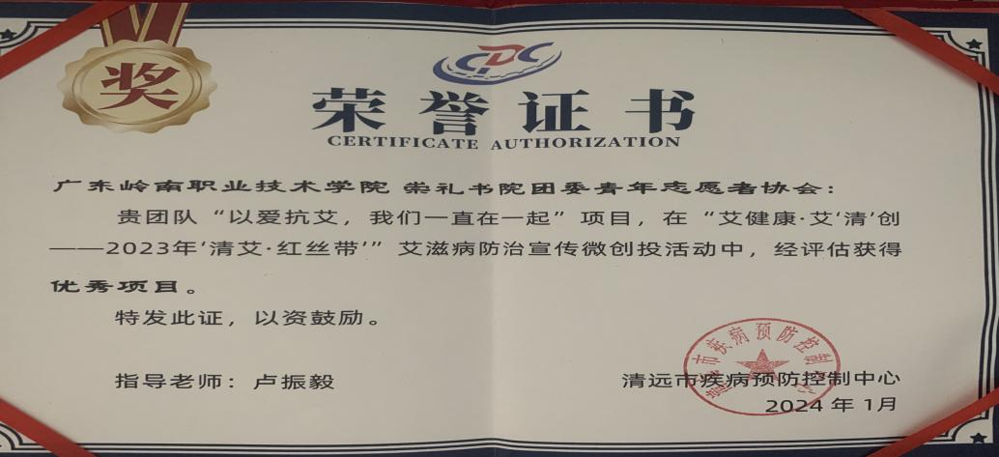 奖
CDC
荣誉证书
CERTIFICATE AUTHORIZATION
广东岭南职业技术学院 崇礼书院团委青年志愿者协会：
贵团队“以爱抗艾，我们一直在一起”项目，在“艾健康·艾‘清’创
——2023年‘清艾·红丝带’”艾滋病防治宣传微创投活动中，经评估获得
优秀项目。
特发此证，以资鼓励。
指导老师：卢振毅
清远市疾病预防控制中心
2024 年 1月